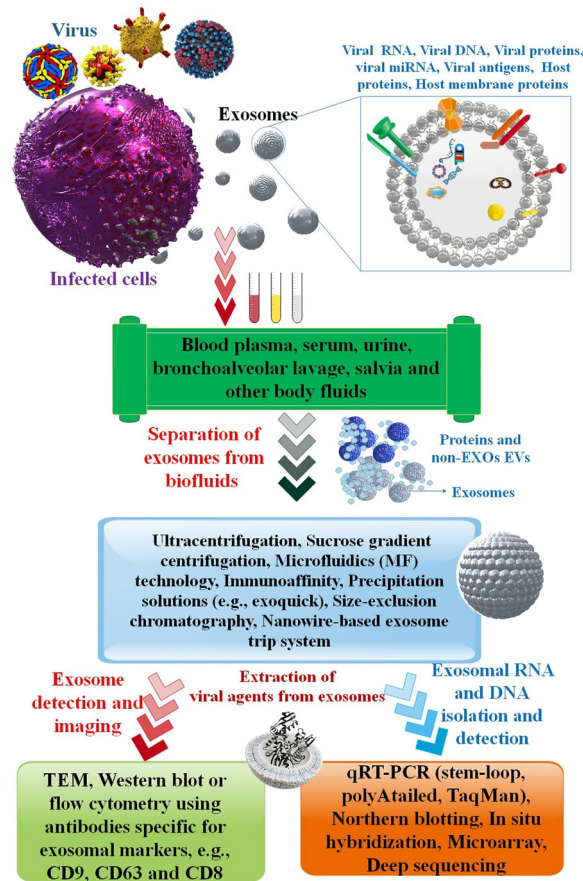 Virus
Viral RNA, Viral DNA, Viral proteins,
viral miRNA, Viral antigens, Host
proteins, Host membrane proteins
Exosomes
Infected cells
Blood plasma, serum, urine,
bronchoalveolar lavage, salvia and
other body fluids
Separation of
exosomes from
biofluids
Proteins and
non-EXOs EVs
Exosomes
Ultracentrifugation, Sucrose gradient
centrifugation, Microfluidics (MF)
technology, Immunoaffinity, Precipitation
solutions (e.g., exoquick), Size-exclusion
chromatography, Nanowire-based exosome
trip system
Exosome
detection and
imaging
Extraction of
viral agents from exosomes
Exosomal RNA
and DNA
isolation and
detection
TEM, Western blot or
flow cytometry using
antibodies specific for
exosomal markers, e.g.,
CD9, CD63 and CD8
qRT-PCR (stem-loop,
polyAtailed, TaqMan),
Northern blotting, In situ
hybridization, Microarray,
Deep sequencing